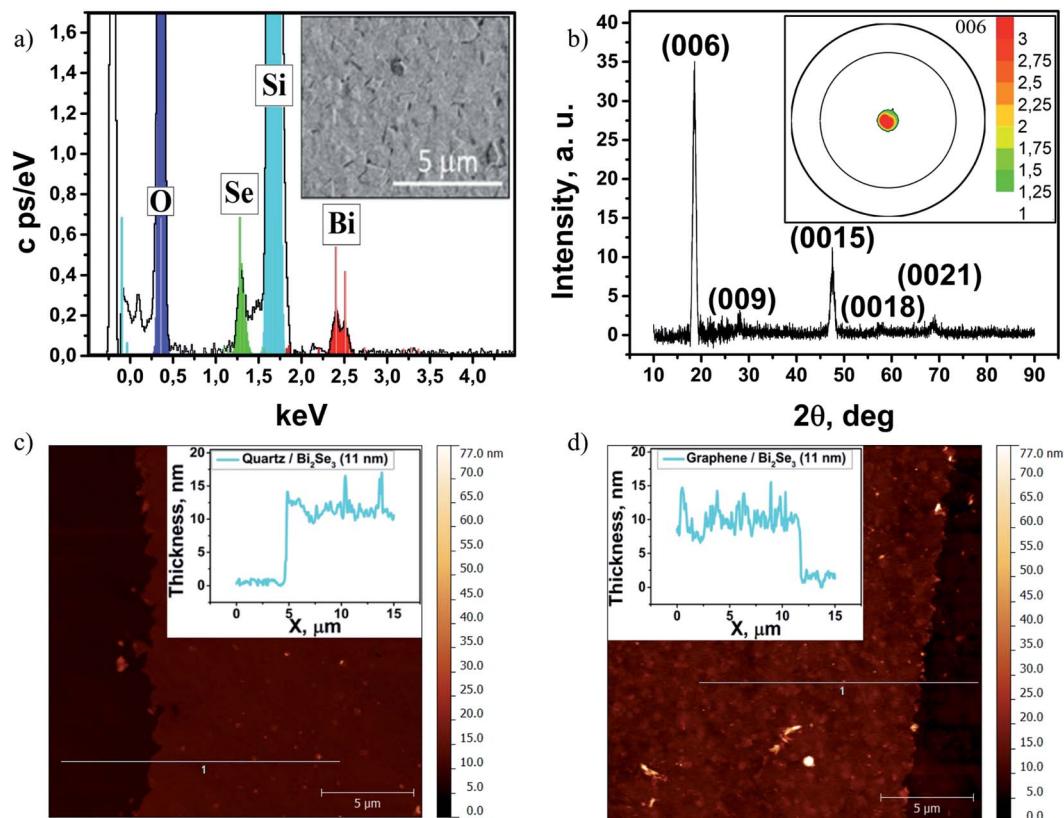 a)
c ps/eV
1,6
1,4
1,2
1,0
0,8
0,6
0,4
0,2
0,0
O
Se
Si
Bi
5 μm
0,0 0,5 1,0 1,5 2,0 2,5 3,0 3,5 4,0
keV
b)
Intensity, a. u.
40
35
30
25
20
15
10
5
0
(006)
(009)
(0015)
(0018)
(0021)
006
3
2,75
2,5
2,25
2
1,75
1,5
1,25
1
10 20 30 40 50 60 70 80 90
2θ, deg
c)
Thickness, nm
20
15
10
5
0
Quartz / Bi₂Se₃ (11 nm)
0 5 10 15
X, μm
1
5 μm
77.0 nm
70.0
65.0
60.0
55.0
50.0
45.0
40.0
35.0
30.0
25.0
20.0
15.0
10.0
5.0
0.0
d)
Thickness, nm
20
15
10
5
0
Graphene / Bi₂Se₃ (11 nm)
0 5 10 15
X, μm
1
5 μm
77.0 nm
70.0
65.0
60.0
55.0
50.0
45.0
40.0
35.0
30.0
25.0
20.0
15.0
10.0
5.0
0.0